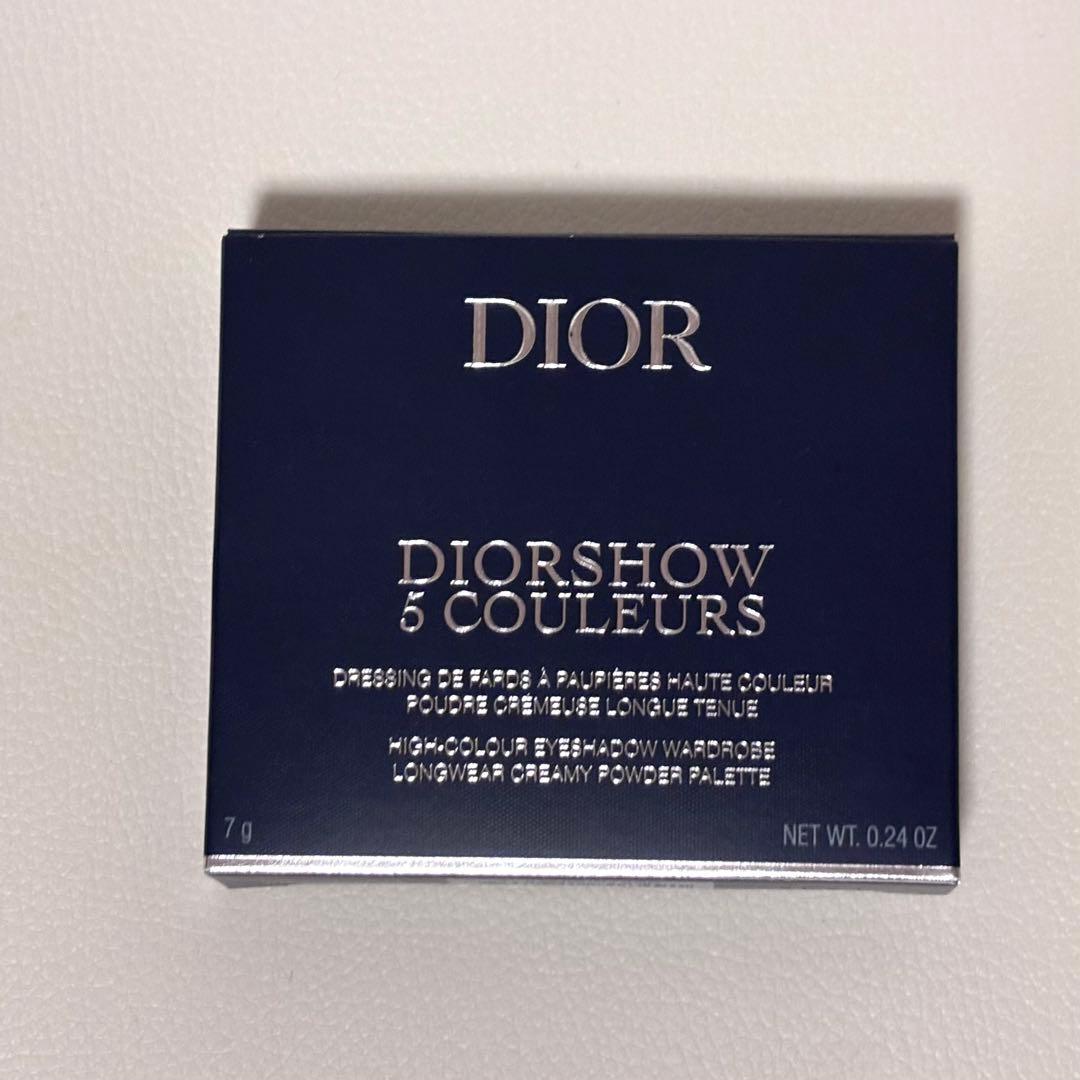 DIOR
DIORSHOW
5 COULEURS
DRESSING DE FARDS À PAUPIÈRES HAUTE COULEUR
POUDRE CRÉMEUSE LONGUE TENUE
HIGH-COLOUR EYESHADOW WARDROBE
LONGWEAR CREAMY POWDER PALETTE
7 g
NET WT. 0.24 OZ